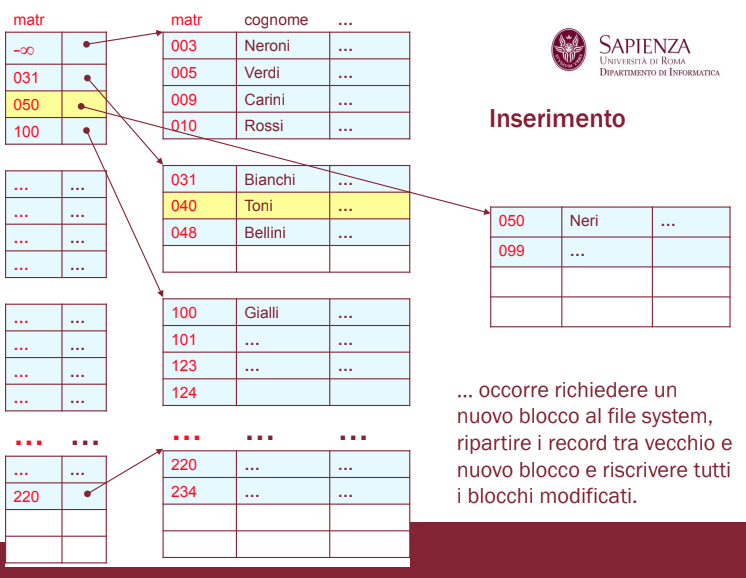 matr
-∞
031
050
100
... ...
... ...
... ...
... ...
... ...
... ...
... ...
... ...
... ...
... ...
220
matr cognome ...
003 Neroni ...
005 Verdi ...
009 Carini ...
010 Rossi ...
031 Bianchi ...
040 Toni ...
048 Bellini ...
100 Gialli ...
101 ... ...
123 ... ...
124
... ... ...
220 ... ...
234 ... ...
SAPIENZA
UNIVERSITÀ DI ROMA
DIPARTIMENTO DI INFORMATICA
Inserimento
050 Neri ...
099 ...
... occorre richiedere un
nuovo blocco al file system,
ripartire i record tra vecchio e
nuovo blocco e riscrivere tutti
i blocchi modificati.